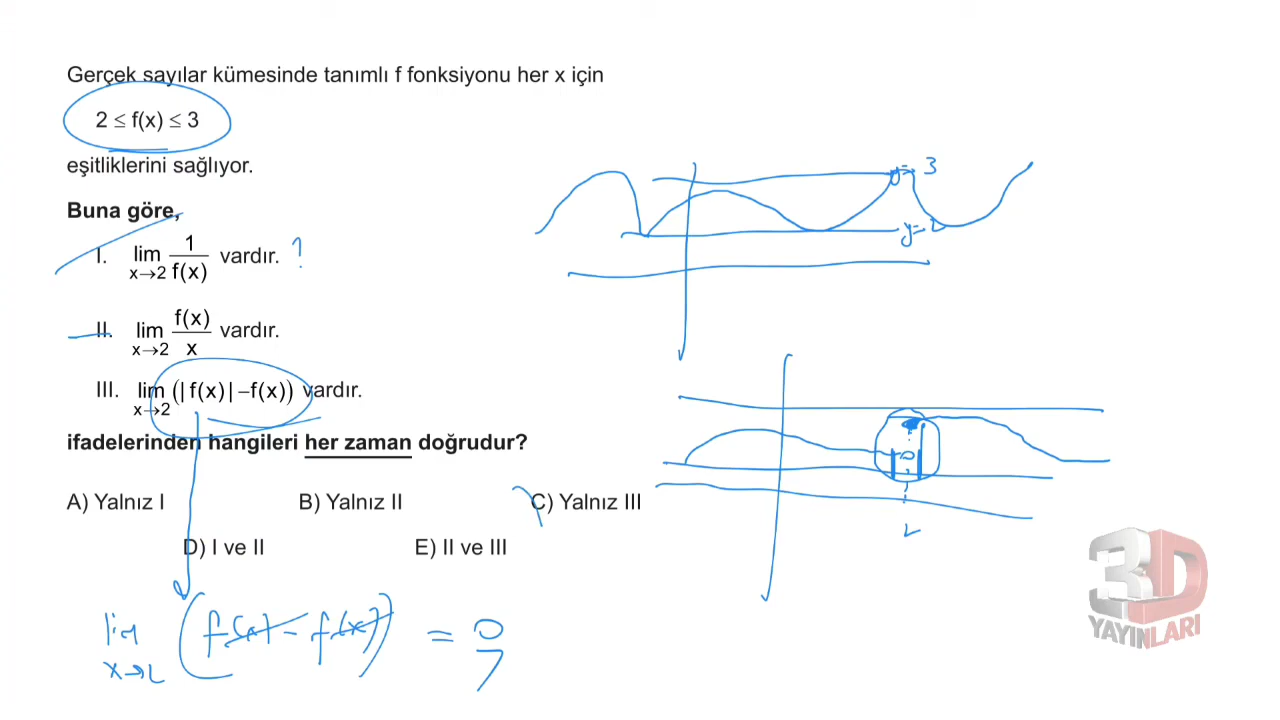 Gerçek sayılar kümesinde tanımlı f fonksiyonu her x için
2 ≤ f(x) ≤ 3
eşitliklerini sağlıyor.
Buna göre,
I. lim x→2 1/f(x) vardır. ?
II. lim x→2 f(x)/x vardır.
III. lim x→2 (|f(x)|–f(x)) vardır.
ifadelerinden hangileri her zaman doğrudur?
A) Yalnız I B) Yalnız II C) Yalnız III
D) I ve II E) II ve III
lim x→2 (f(x) – f(x)) = 0
y= 3
y= 2
2
3D
YAYINLARI